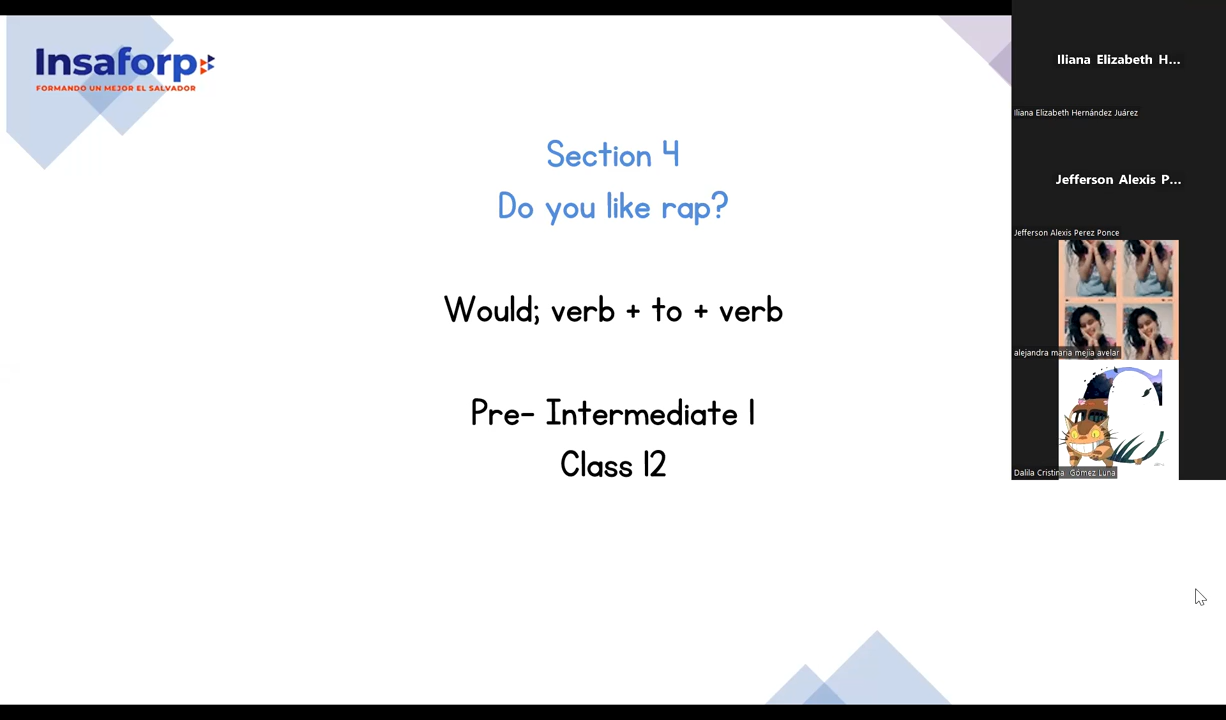 Insaforp
FORMANDO UN MEJOR EL SALVADOR
Section 4
Do you like rap?
Would; verb + to + verb
Pre- Intermediate 1
Class 12
Iliana Elizabeth H...
Iliana Elizabeth Hernández Juárez
Jefferson Alexis P...
Jefferson Alexis Perez Ponce
alejandra maria mejia avelar
Dalila Cristina Gómez Luna